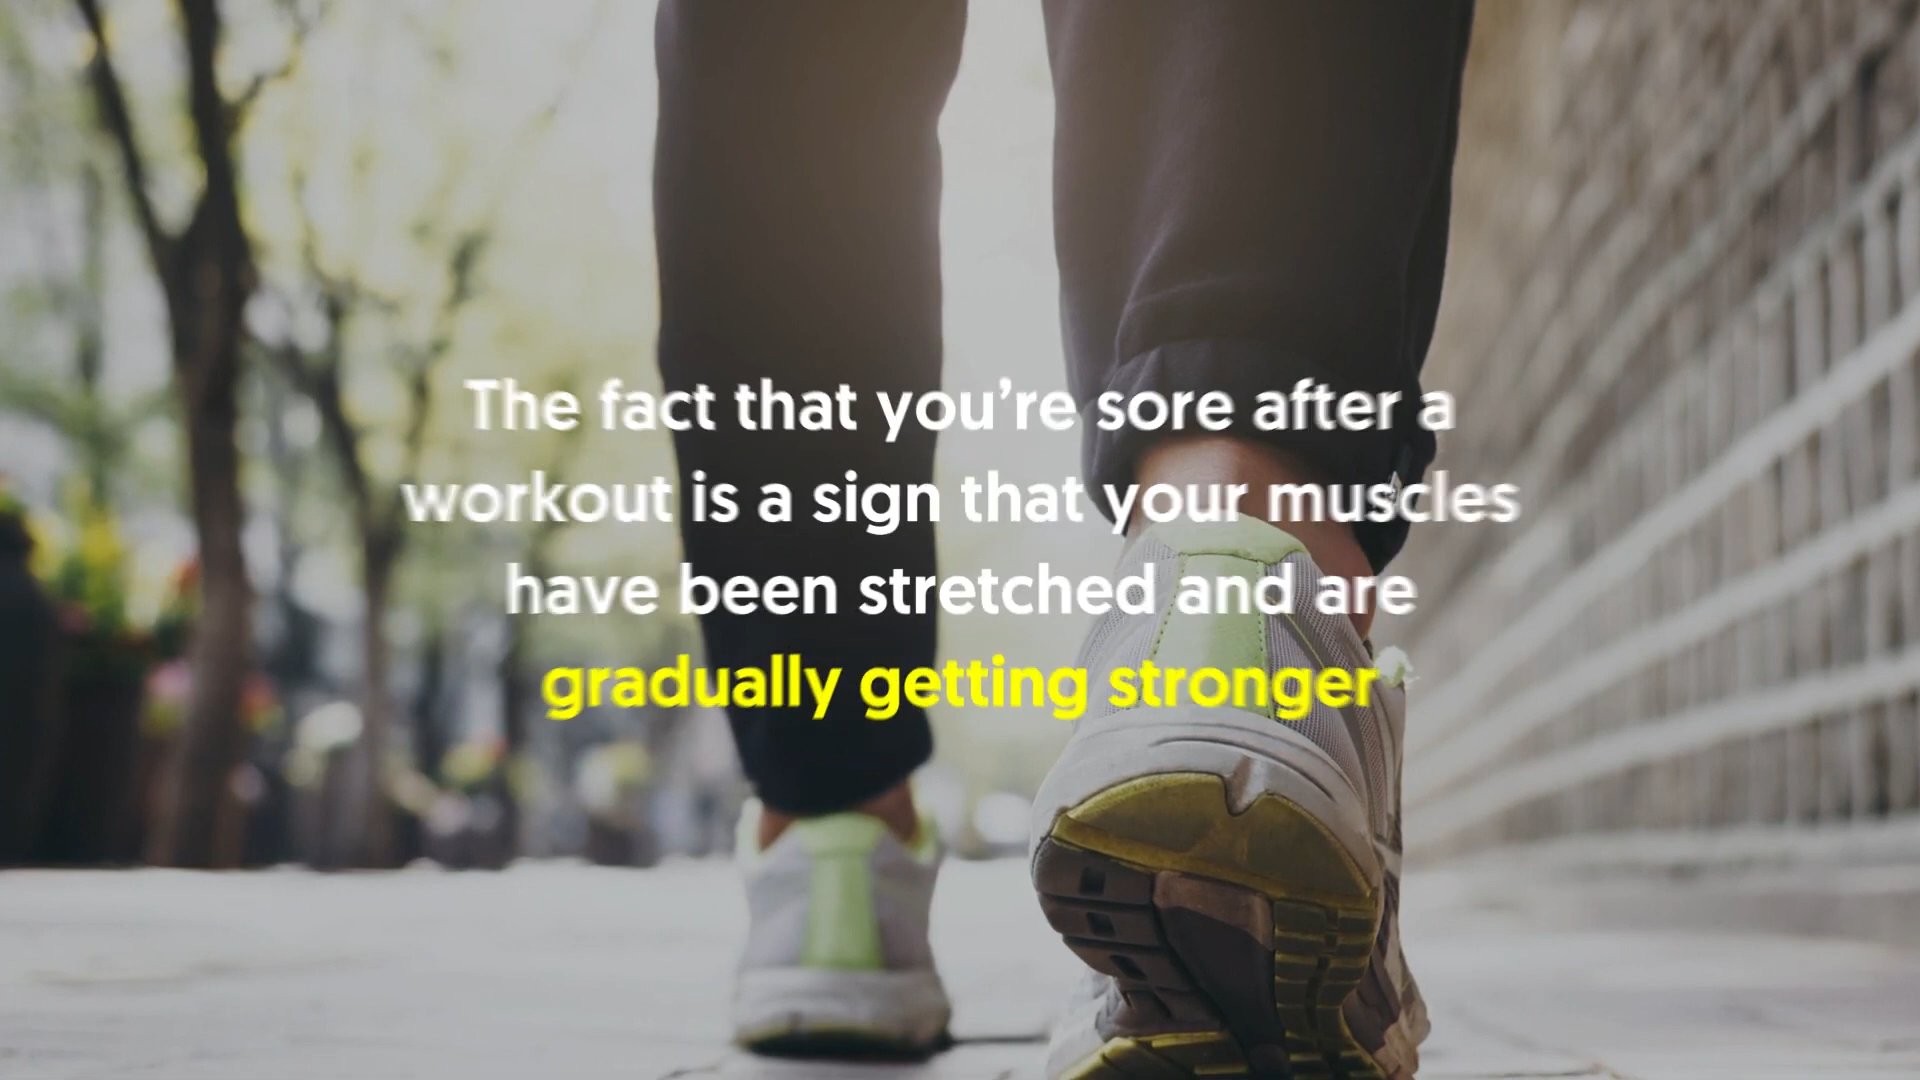 The fact that you’re sore after a
workout is a sign that your muscles
have been stretched and are
gradually getting stronger